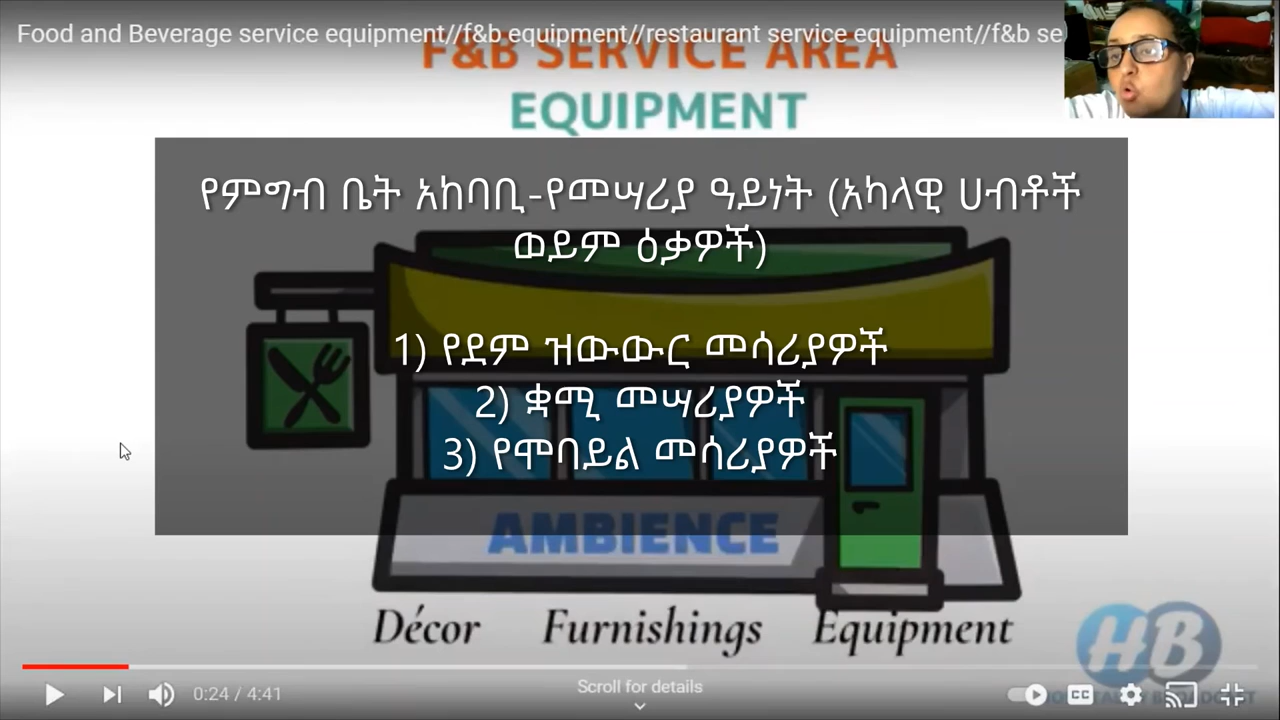 Food and Beverage service equipment//f&b equipment//restaurant service equipment//f&b se
F&B SERVICE AREA
EQUIPMENT
የምግብ ቤት አከባቢ-የመሣሪያ ዓይነት (አካላዊ ሀብቶች
ወይም ዕቃዎች)
1) የደም ዝውውር መሳሪያዎች
2) ቋሚ መሣሪያዎች
3) የሞባይል መሳሪያዎች
AMBIENCE
Décor Furnishings Equipment
HB
0:24 / 4:41
Scroll for details
CC